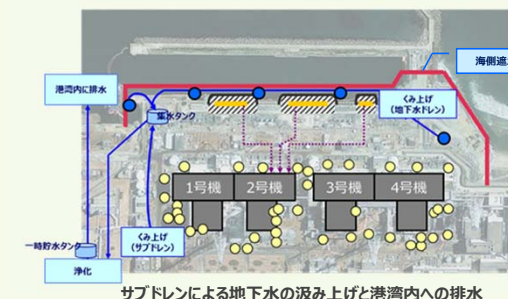 海側遮
港湾内に排水
くみ上げ
(地下水ドレン)
集水タンク
1号機
2号機
3号機
4号機
くみ上げ
(サブドレン)
一時貯水タンク
浄化
サブドレンによる地下水の汲み上げと港湾内への排水